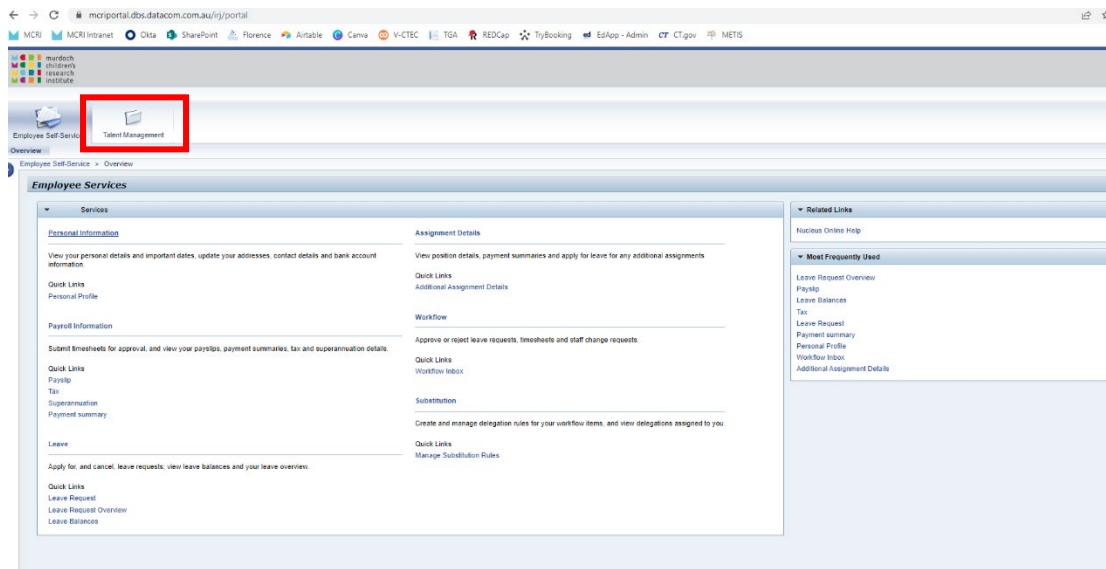 mcriportal.dbs.datacom.com.au/irj/portal
MCRI MCRI Intranet Okta SharePoint Florence Airtable Canva V-CTEC TGA REDCap TryBooking EdApp - Admin CT.gov METIS
murdoch
children's
research
institute
Employee Self-Service Talent Management
Overview
Employee Self-Service > Overview
Employee Services
Services
Personal Information
View your personal details and important dates, update your addresses, contact details and bank account
information.
Quick Links
Personal Profile
Payroll Information
Submit timesheets for approval, and view your payslips, payment summaries, tax and superannuation details.
Quick Links
Payslip
Tax
Superannuation
Payment summary
Leave
Apply for, and cancel, leave requests; view leave balances and your leave overview.
Quick Links
Leave Request
Leave Request Overview
Leave Balances
Assignment Details
View position details, payment summaries and apply for leave for any additional assignments
Quick Links
Additional Assignment Details
Workflow
Approve or reject leave requests, timesheets and staff change requests.
Quick Links
Workflow Inbox
Substitution
Create and manage delegation rules for your workflow items, and view delegations assigned to you.
Quick Links
Manage Substitution Rules
Related Links
Nucleus Online Help
Most Frequently Used
Leave Request Overview
Payslip
Leave Balances
Tax
Leave Request
Payment summary
Personal Profile
Workflow Inbox
Additional Assignment Details